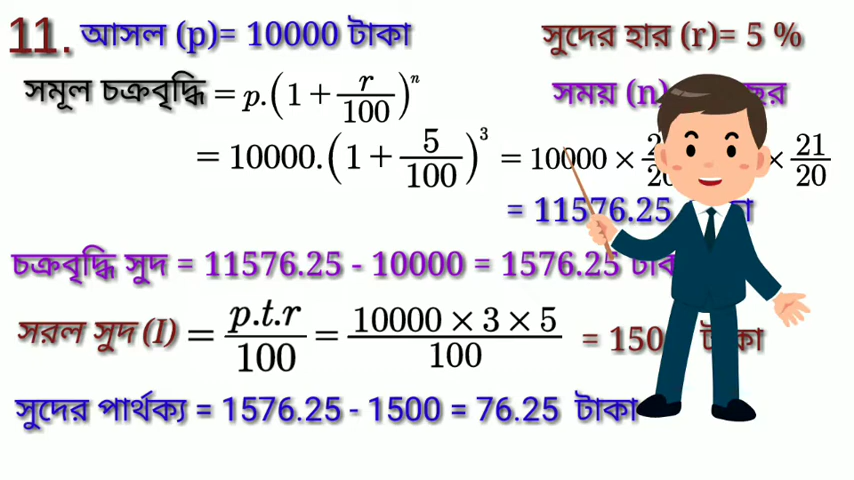 11. আসল (p)= 10000 টাকা সুদের হার (r)= 5 %
সমূল চক্রবৃদ্ধি = p.(1+r/100)^n সময় (n)
= 10000.(1+5/100)^3 = 10000 × × 21/20
= 11576.25
চক্রবৃদ্ধি সুদ = 11576.25 - 10000 = 1576.25
সরল সুদ (I) = p.t.r/100 = 10000 × 3 × 5/100 = 150
সুদের পার্থক্য = 1576.25 - 1500 = 76.25 টাকা